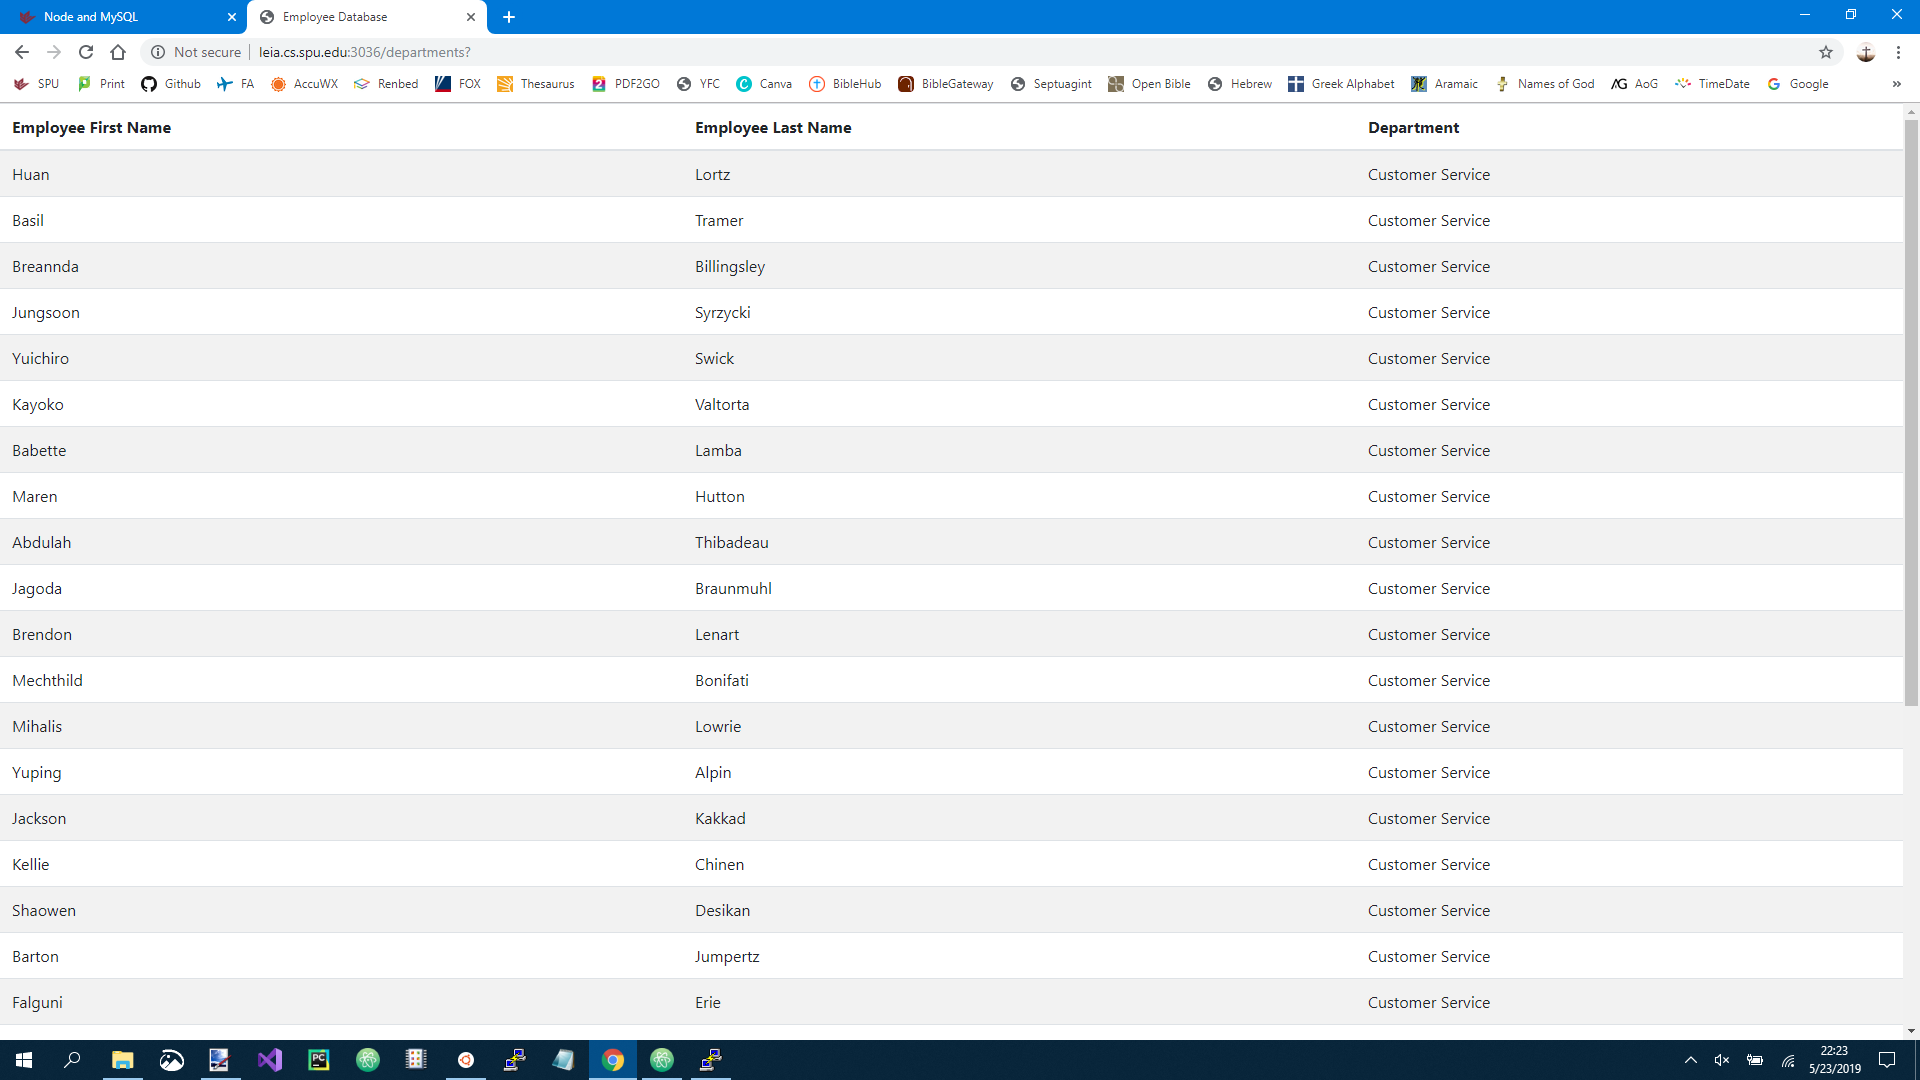 Node and MySQL
Employee Database
Not secure | leia.cs.spu.edu:3036/departments?
SPU Print Github FA AccuWX Renbed FOX Thesaurus PDF2GO YFC Canva BibleHub BibleGateway Septuagint Open Bible Hebrew Greek Alphabet Aramaic Names of God AG AoG TimeDate Google »
Employee First Name Employee Last Name Department
Huan Lortz Customer Service
Basil Tramer Customer Service
Breannda Billingsley Customer Service
Jungsoon Syrzycki Customer Service
Yuichiro Swick Customer Service
Kayoko Valtorta Customer Service
Babette Lamba Customer Service
Maren Hutton Customer Service
Abdulah Thibadeau Customer Service
Jagoda Braunmuhl Customer Service
Brendon Lenart Customer Service
Mechthild Bonifati Customer Service
Mihalis Lowrie Customer Service
Yuping Alpin Customer Service
Jackson Kakkad Customer Service
Kellie Chinen Customer Service
Shaowen Desikan Customer Service
Barton Jumpertz Customer Service
Falguni Erie Customer Service
PC
22:23
5/23/2019